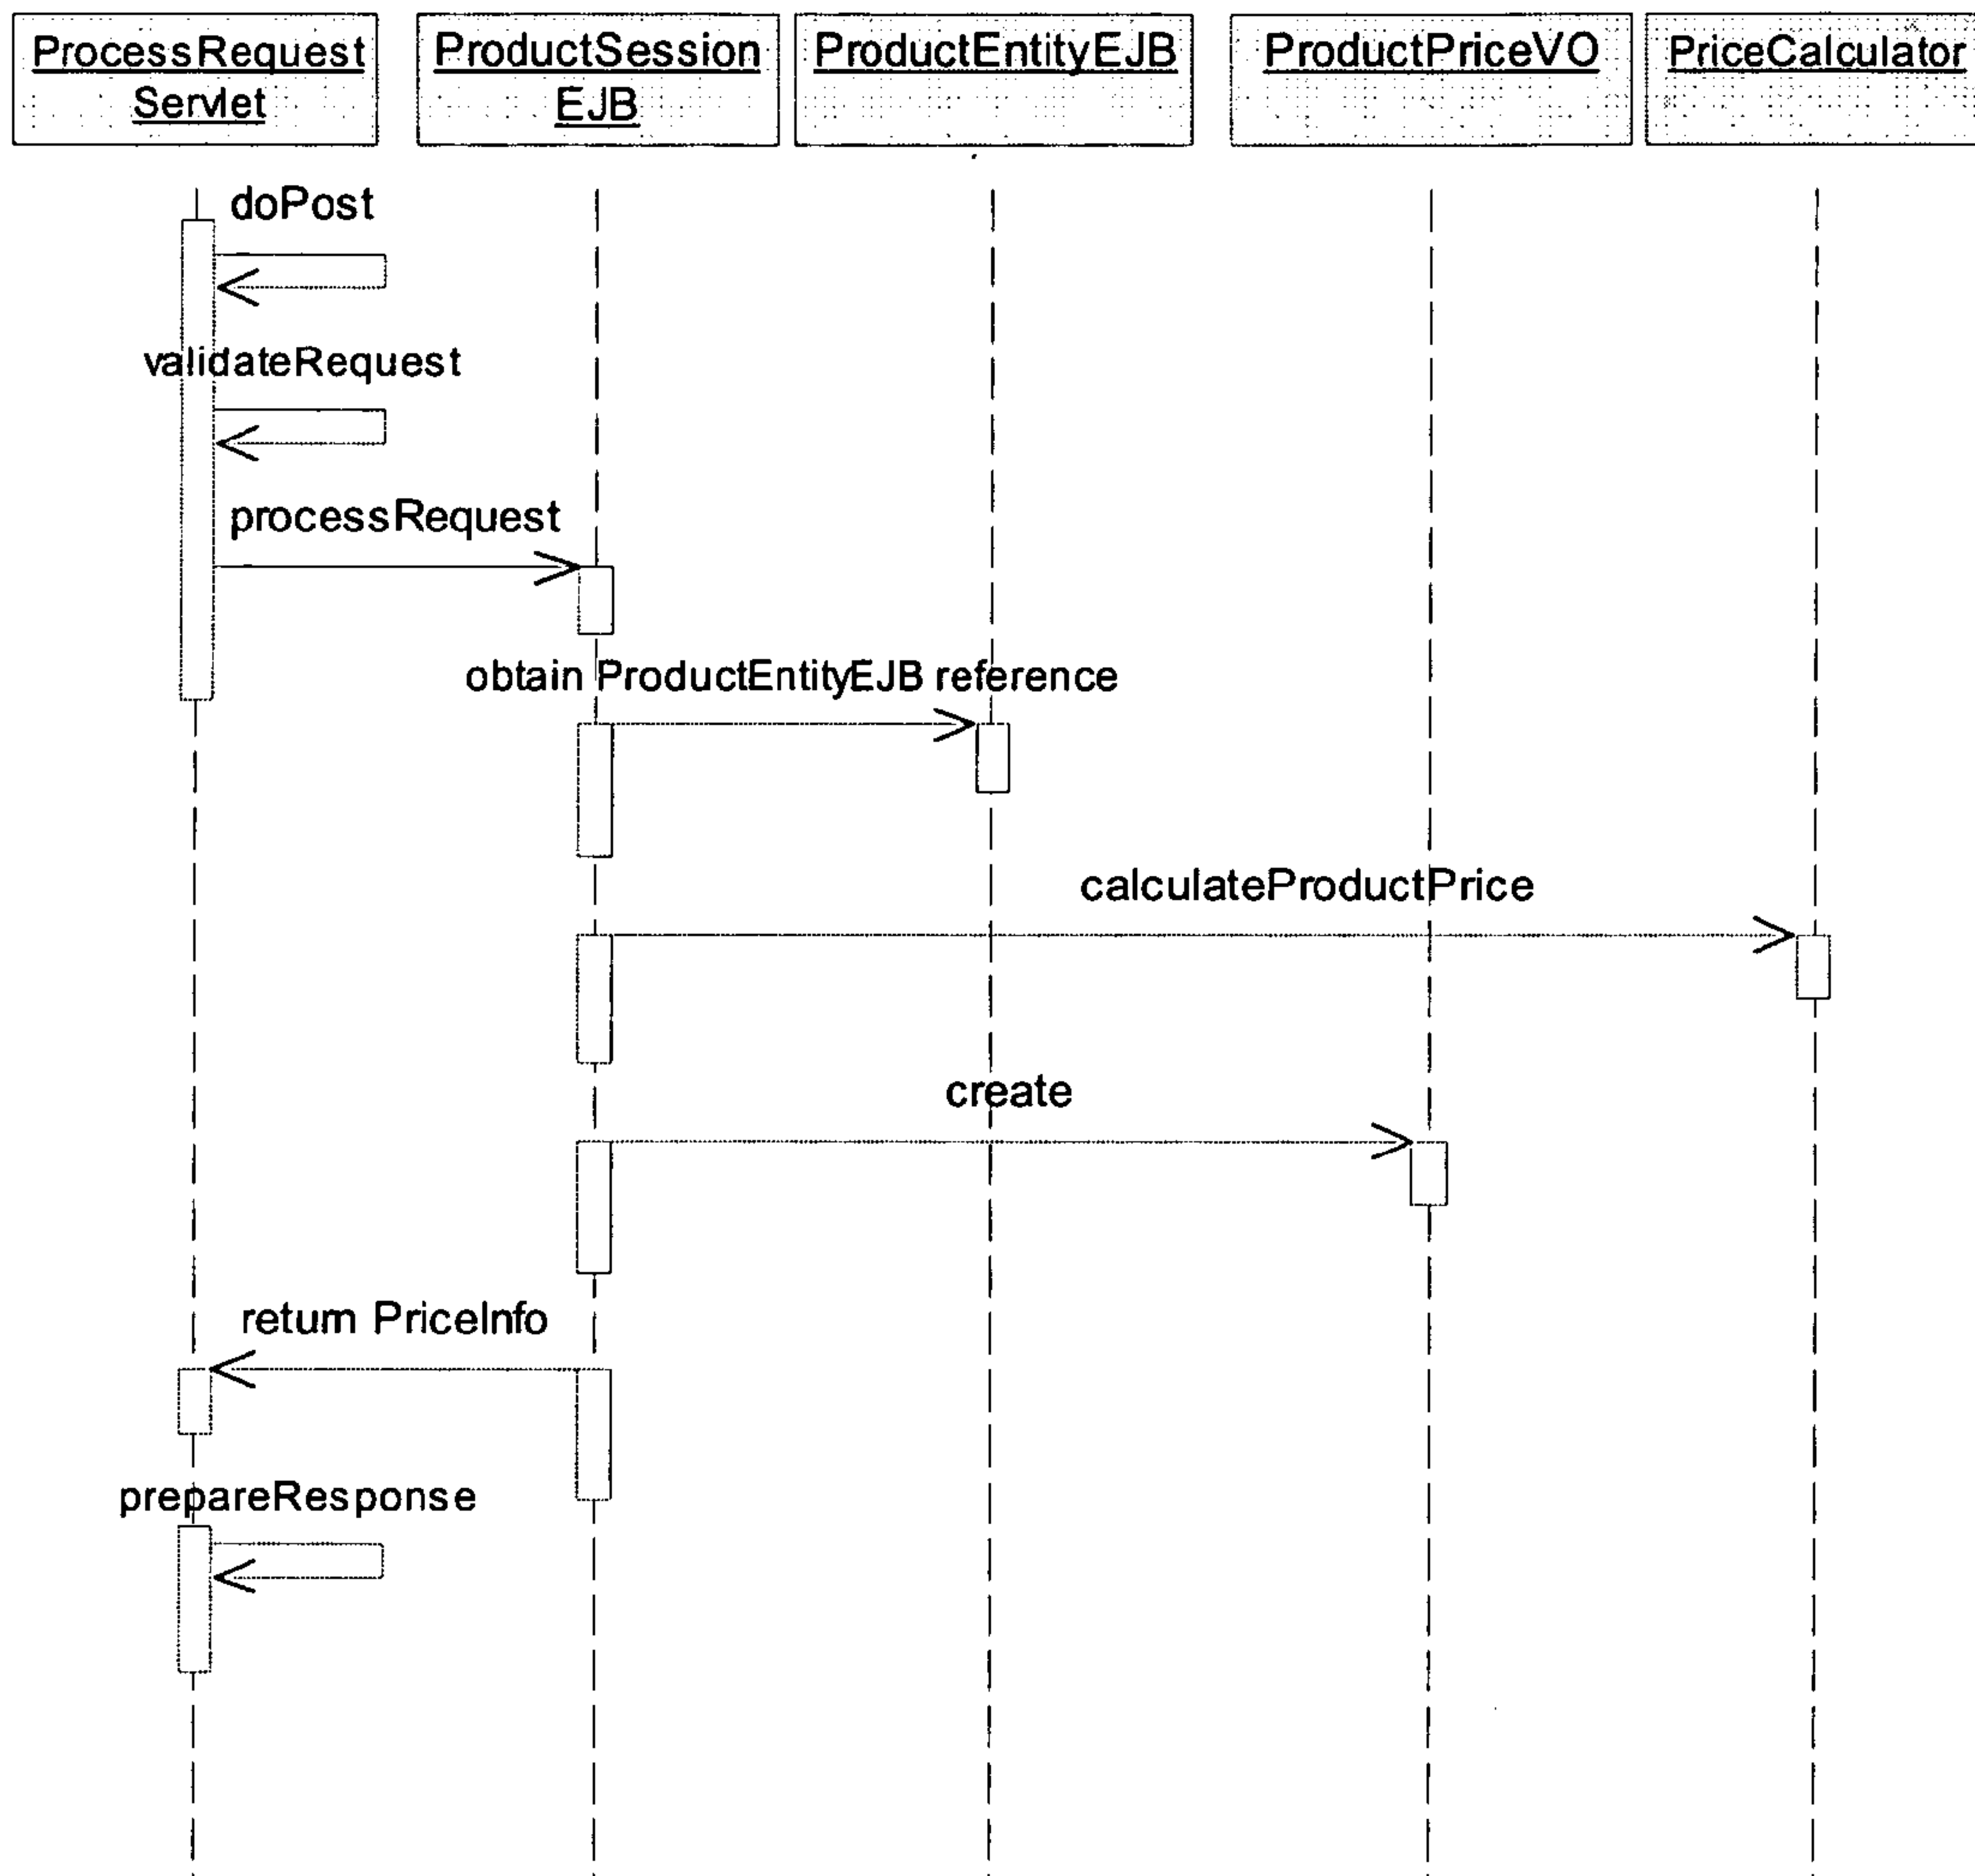 ProcessRequest
Servlet
ProductSession
EJB
ProductEntityEJB
ProductPriceVO
PriceCalculator
doPost
validateRequest
processRequest
obtain ProductEntityEJB reference
calculateProductPrice
create
return PriceInfo
prepareResponse